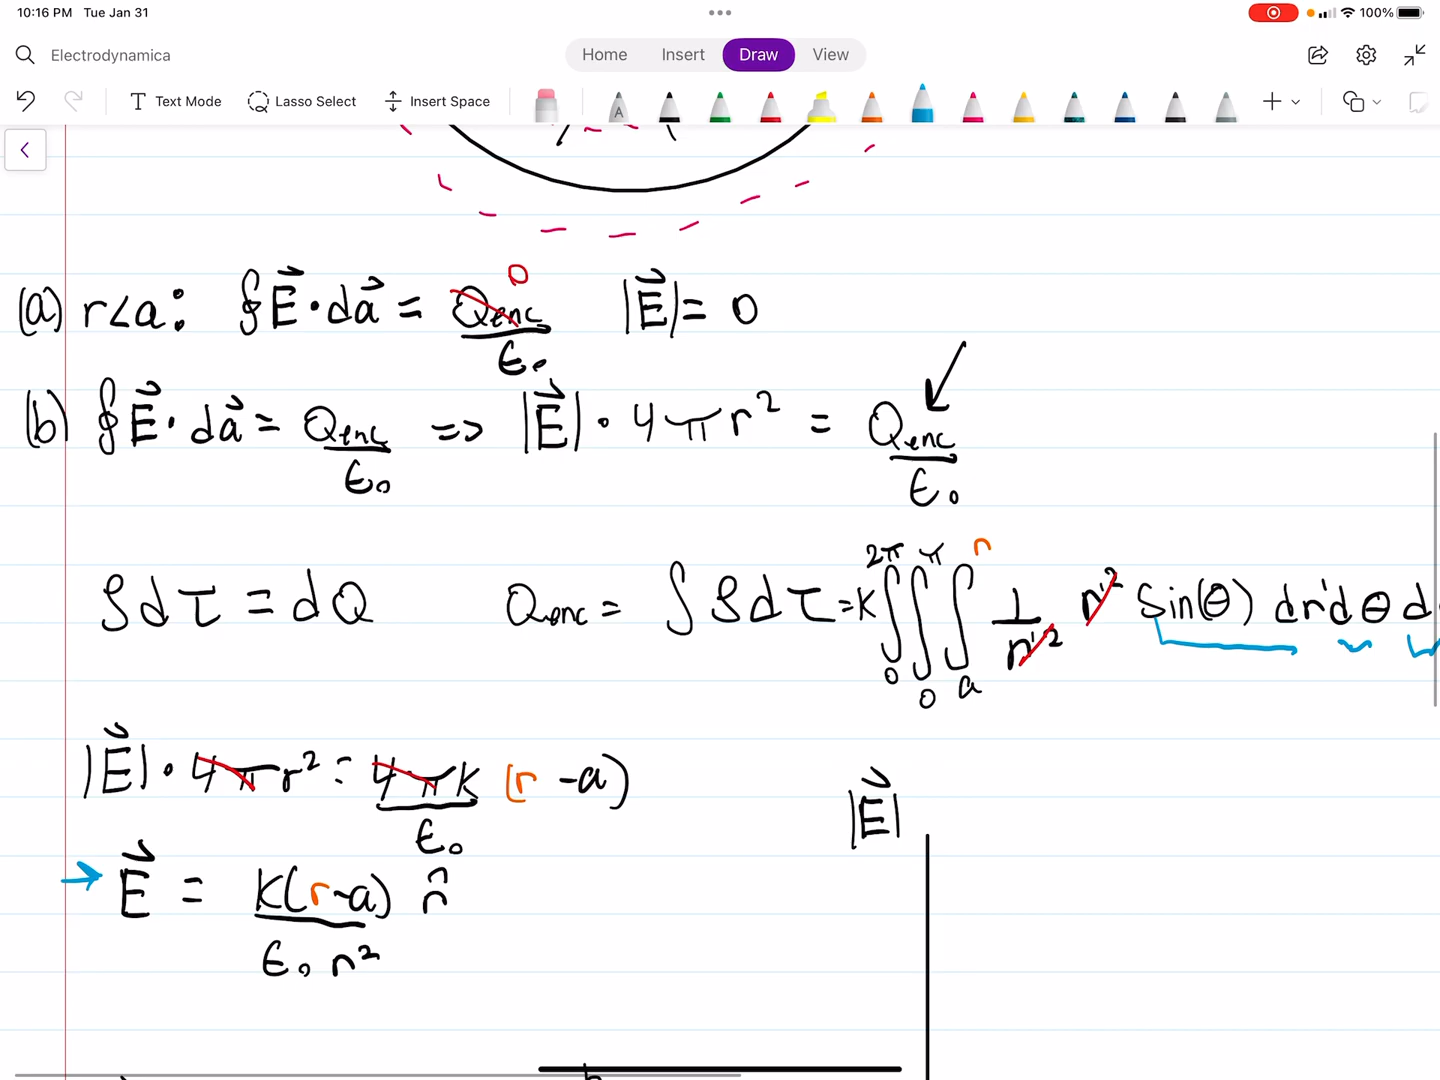 10:16 PM Tue Jan 31 100%
Electrodynamica Home Insert Draw View
Text Mode Lasso Select Insert Space A
0
(a) r<a: ∮E⃗·da⃗ = Qenc/ε₀ |E⃗| = 0
(b) ∮E⃗·da⃗ = Qenc/ε₀ => |E⃗|·4πr² = Qenc/ε₀
ρdτ = dQ Qenc = ∫ρdτ = k∫₀^2π ∫₀^π ∫ₐ^r 1/r'² r'² Sin(θ) dr'dθd
|E⃗|·4πr² = 4πk/ε₀ (r-a)
|E⃗|
→ E⃗ = k(r-a)/ε₀r² r̂
b